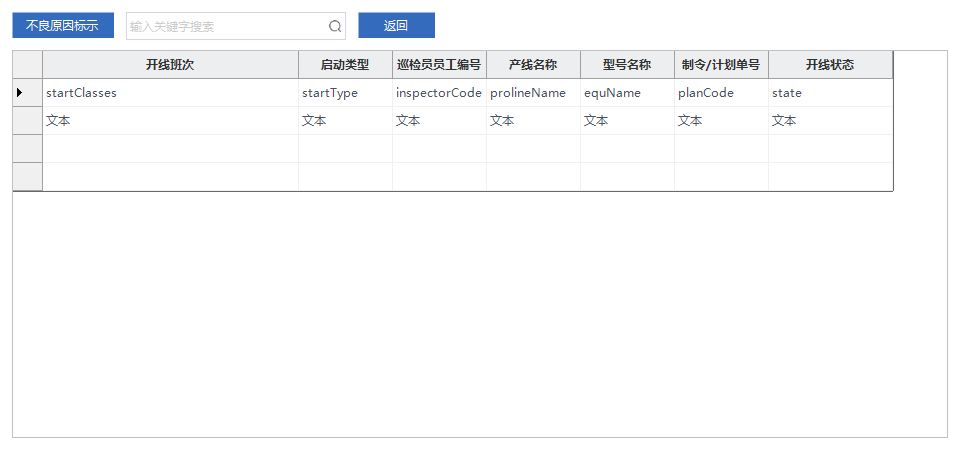 不良原因标示 输入关键字搜索 返回
开线班次 启动类型 巡检员员工编号 产线名称 型号名称 制令/计划单号 开线状态
startClasses startType inspectorCode prolineName equName planCode state
文本 文本 文本 文本 文本 文本 文本